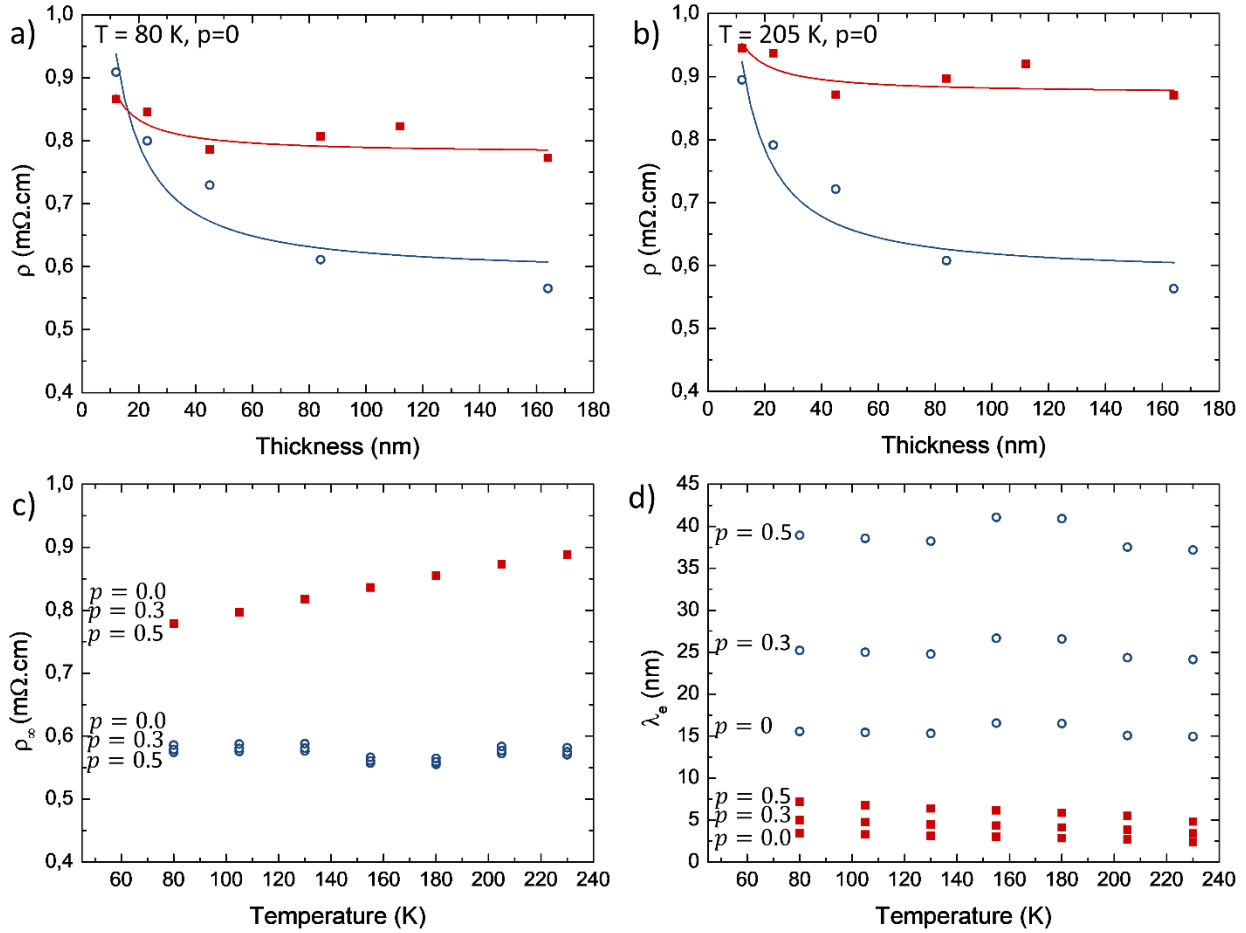 a)
T = 80 K, p=0
1,0
0,9
0,8
0,7
0,6
0,5
0,4
ρ (mΩ.cm)
0 20 40 60 80 100 120 140 160 180
Thickness (nm)
b)
T = 205 K, p=0
1,0
0,9
0,8
0,7
0,6
0,5
0,4
ρ (mΩ.cm)
0 20 40 60 80 100 120 140 160 180
Thickness (nm)
c)
1,0
0,9
0,8
0,7
0,6
0,5
0,4
ρ∞ (mΩ.cm)
p = 0.0
p = 0.3
p = 0.5
p = 0.0
p = 0.3
p = 0.5
60 80 100 120 140 160 180 200 220 240
Temperature (K)
d)
45
40
35
30
25
20
15
10
5
0
λe (nm)
p = 0.5
p = 0.3
p = 0
p = 0.5
p = 0.3
p = 0.0
60 80 100 120 140 160 180 200 220 240
Temperature (K)